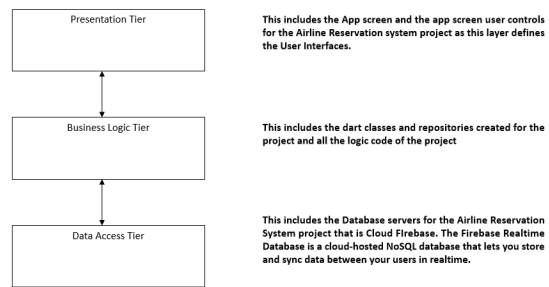 Presentation Tier
This includes the App screen and the app screen user controls
for the Airline Reservation system project as this layer defines
the User Interfaces.
Business Logic Tier
This includes the dart classes and repositories created for the
project and all the logic code of the project
Data Access Tier
This includes the Database servers for the Airline Reservation
System project that is Cloud FIrebase. The Firebase Realtime
Database is a cloud-hosted NoSQL database that lets you store
and sync data between your users in realtime.